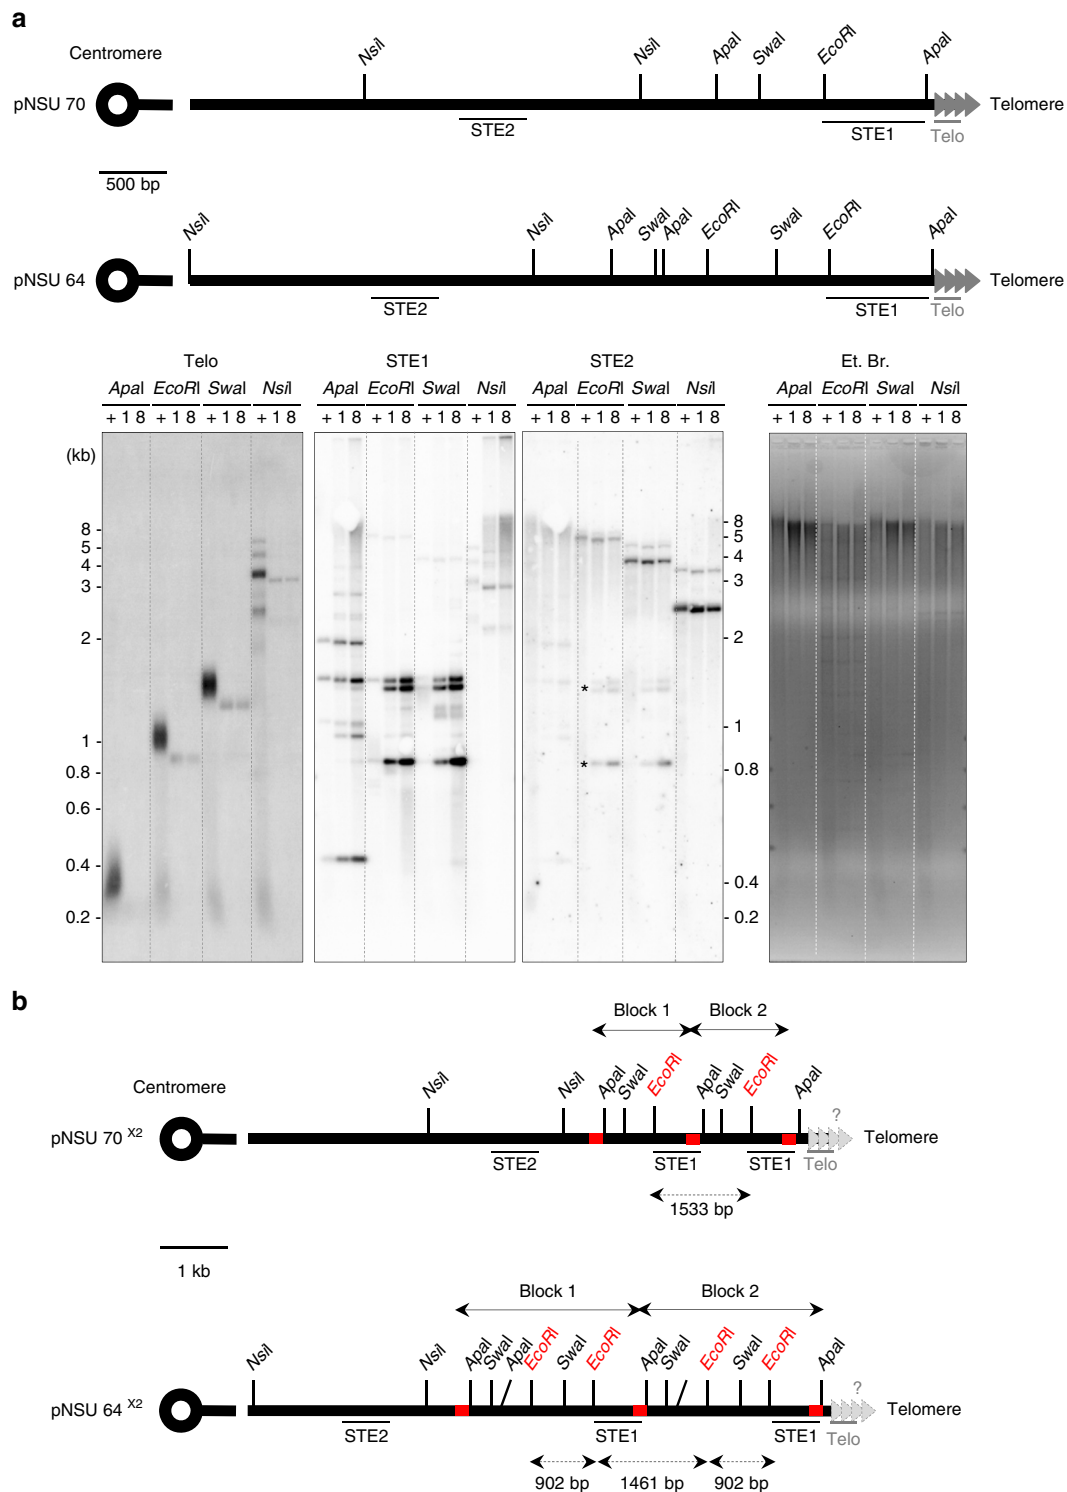 a
Centromere
NsiI NsiI ApaI SwaI EcoRI ApaI
pNSU 70 Telomere
STE2 STE1 Telo
500 bp
NsiI NsiI ApaI SwaI ApaI EcoRI SwaI EcoRI ApaI
pNSU 64 Telomere
STE2 STE1 Telo
Telo STE1 STE2 Et. Br.
ApaI EcoRI SwaI NsiI ApaI EcoRI SwaI NsiI ApaI EcoRI SwaI NsiI ApaI EcoRI SwaI NsiI
+ 1 8 + 1 8 + 1 8 + 1 8 + 1 8 + 1 8 + 1 8 + 1 8 + 1 8 + 1 8 + 1 8 + 1 8 + 1 8 + 1 8 + 1 8 + 1 8
(kb)
8 - - 8
5 - - 5
4 - - 4
3 - - 3
2 - - 2
*
1 - - 1
0.8 - * - 0.8
0.6 -
0.4 - - 0.4
0.2 - - 0.2
b
Block 1 Block 2
Centromere
NsiI NsiI ApaI SwaI EcoRI ApaI SwaI EcoRI ApaI
?
pNSU 70 X2 Telomere
STE2 STE1 STE1 Telo
1533 bp
1 kb
Block 1 Block 2
NsiI NsiI ApaI SwaI ApaI EcoRI SwaI EcoRI ApaI SwaI EcoRI SwaI EcoRI ApaI
?
pNSU 64 X2 Telomere
STE2 STE1 STE1 Telo
902 bp 1461 bp 902 bp